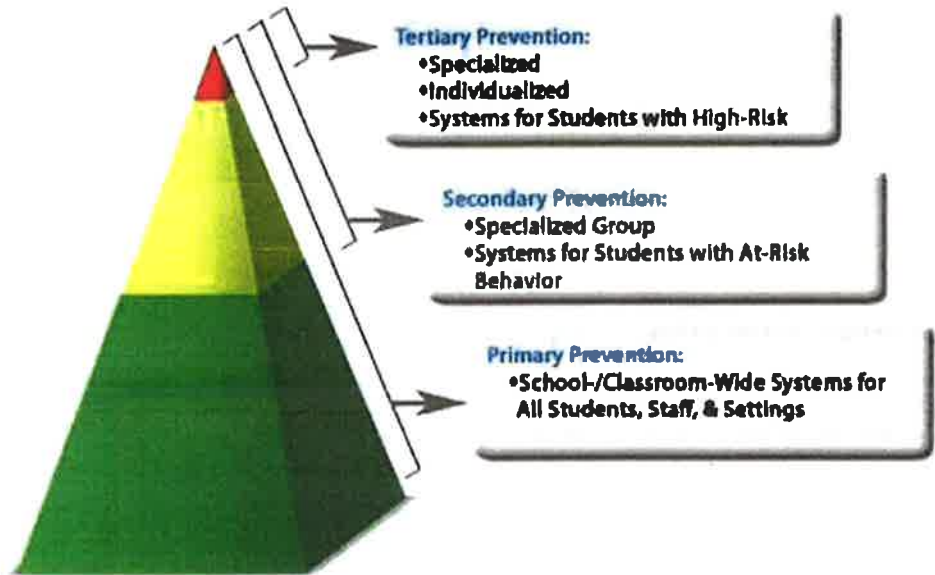 Tertiary Prevention:
•Specialized
•Individualized
•Systems for Students with High-Risk
Secondary Prevention:
•Specialized Group
•Systems for Students with At-Risk
Behavior
Primary Prevention:
•School-/Classroom-Wide Systems for
All Students, Staff, & Settings